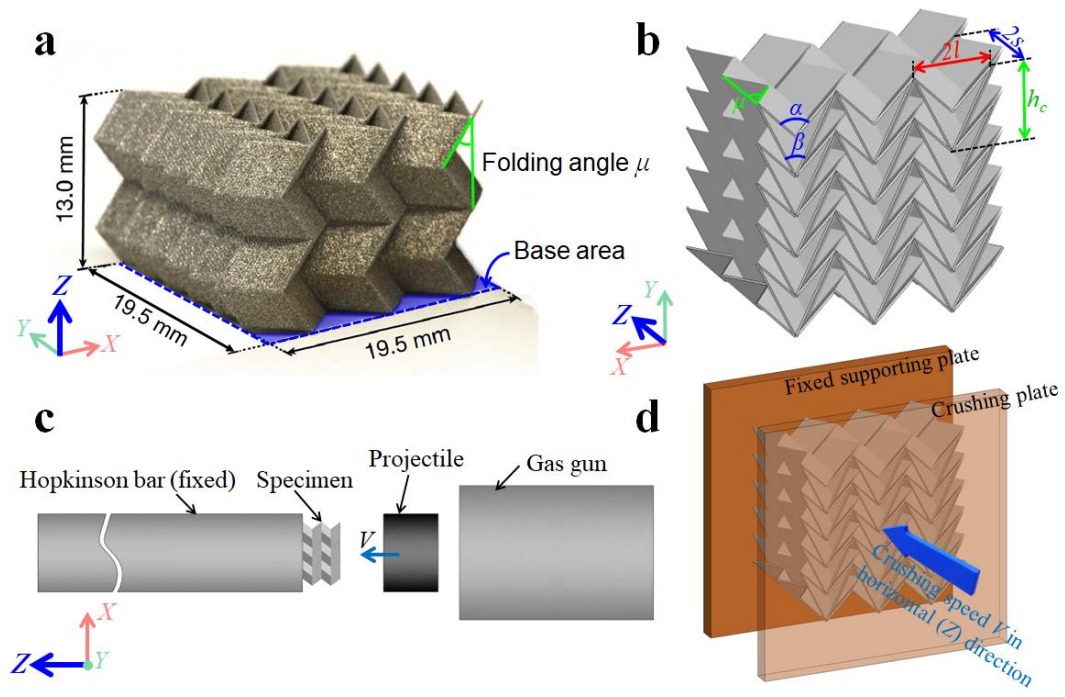 a
13.0 mm
Folding angle μ
Base area
19.5 mm
19.5 mm
Z
Y
X
b
2s
2l
h_c
μ
α
β
Y
Z
X
c
Hopkinson bar (fixed)
Specimen
Projectile
Gas gun
V
X
Z
Y
d
Fixed supporting plate
Crushing plate
Crushing speed V in
horizontal (Z) direction